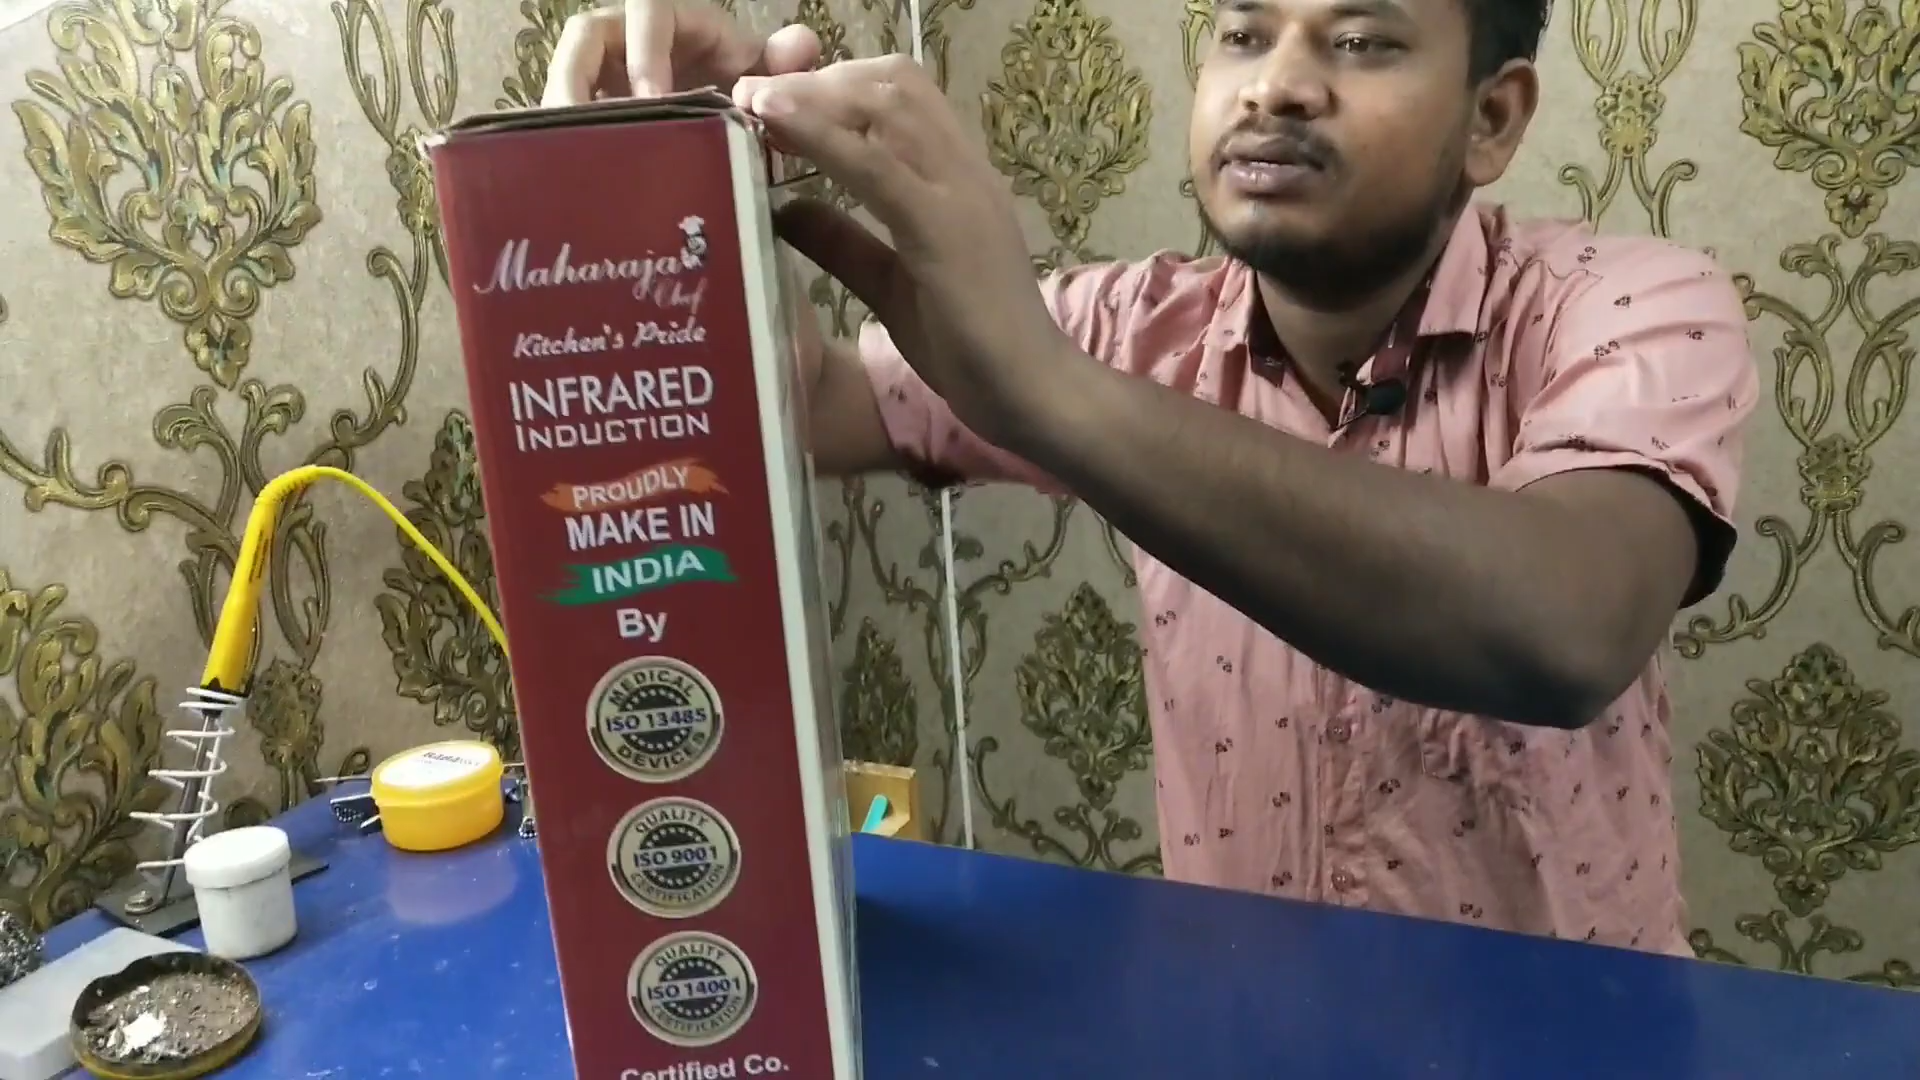 Maharaja
Chef
Kitchen's Pride
INFRARED
INDUCTION
PROUDLY
MAKE IN
INDIA
By
MEDICAL
ISO 13485
DEVICES
QUALITY
ISO 9001
CERTIFICATION
QUALITY
ISO 14001
CERTIFICATION
Certified Co.